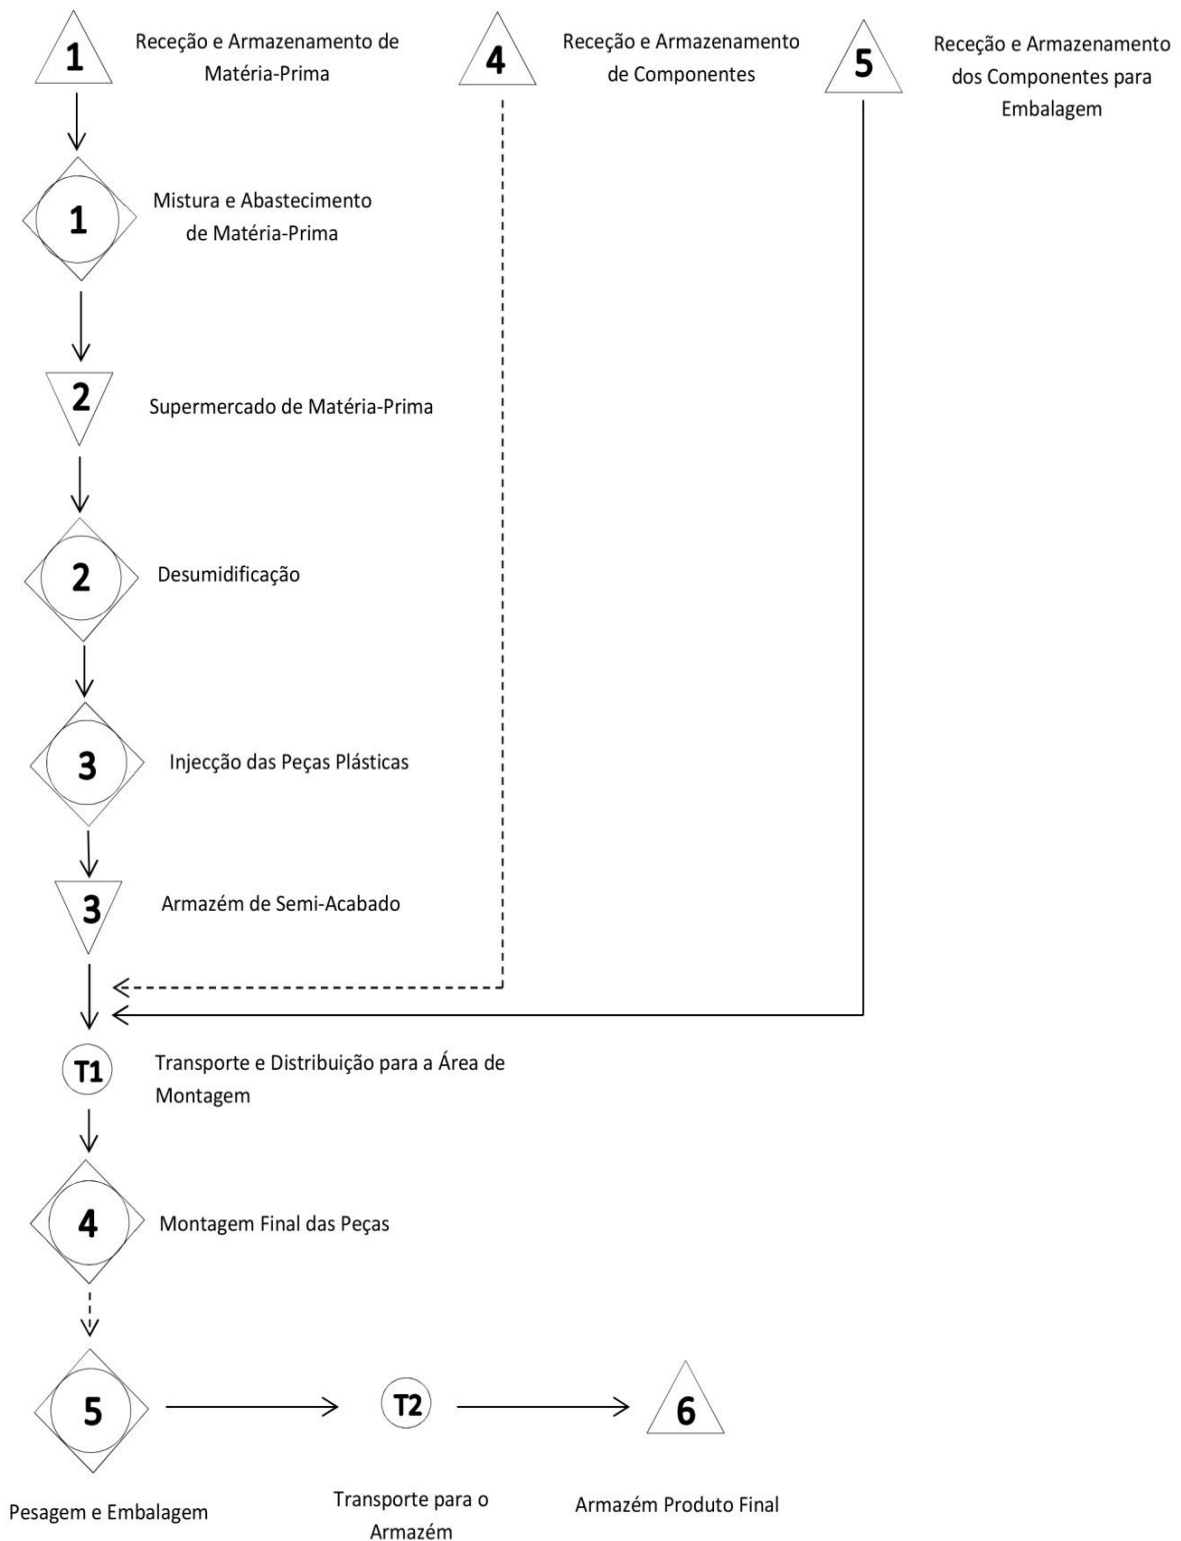 1
Receção e Armazenamento de
Matéria-Prima
4
Receção e Armazenamento
de Componentes
5
Receção e Armazenamento
dos Componentes para
Embalagem
1
Mistura e Abastecimento
de Matéria-Prima
2
Supermercado de Matéria-Prima
2
Desumidificação
3
Injecção das Peças Plásticas
3
Armazém de Semi-Acabado
T1
Transporte e Distribuição para a Área de
Montagem
4
Montagem Final das Peças
5
Pesagem e Embalagem
T2
Transporte para o
Armazém
6
Armazém Produto Final